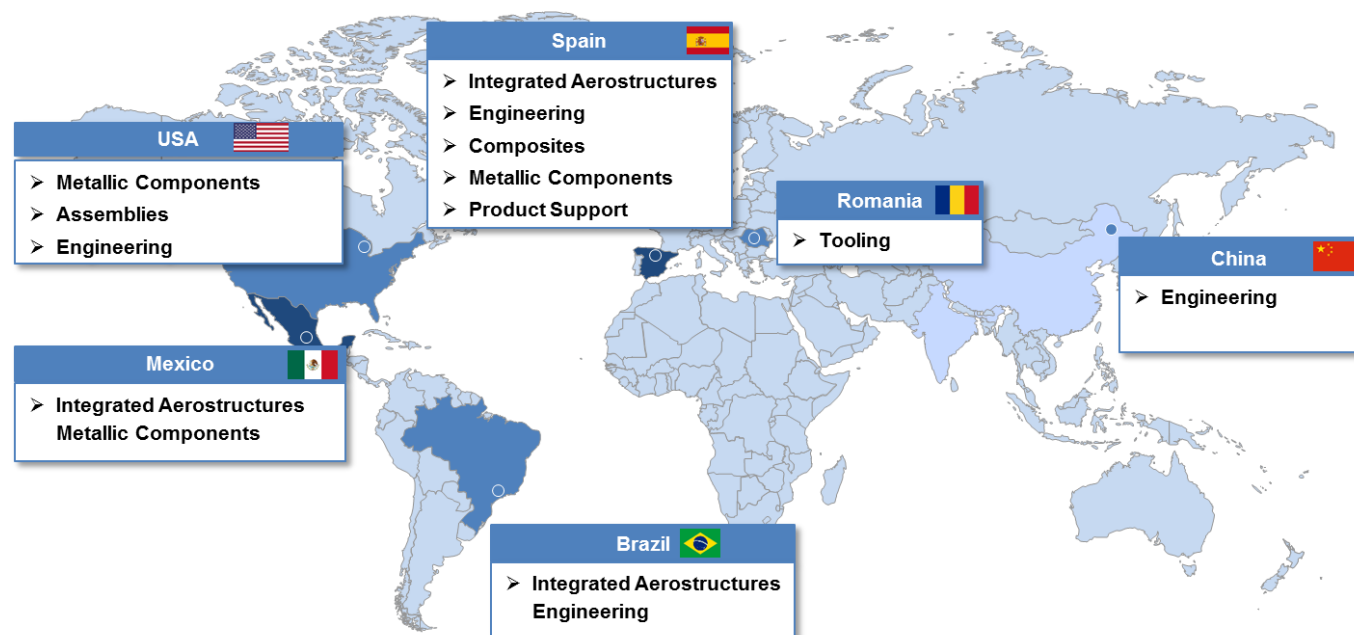 Spain
➢ Integrated Aerostructures
➢ Engineering
➢ Composites
➢ Metallic Components
➢ Product Support
USA
➢ Metallic Components
➢ Assemblies
➢ Engineering
Romania
➢ Tooling
China
➢ Engineering
Mexico
➢ Integrated Aerostructures
Metallic Components
Brazil
➢ Integrated Aerostructures
Engineering